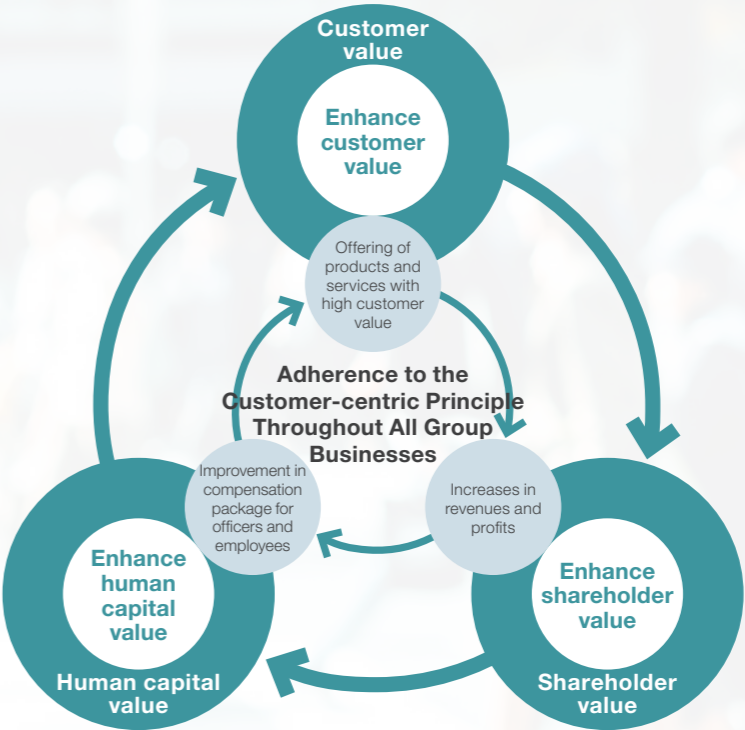 Customer
value
Enhance
customer
value
Offering of
products and
services with
high customer
value
Adherence to the
Customer-centric Principle
Throughout All Group
Businesses
Improvement in
compensation
package for
officers and
employees
Increases in
revenues and
profits
Enhance
human
capital
value
Human capital
value
Enhance
shareholder
value
Shareholder
value